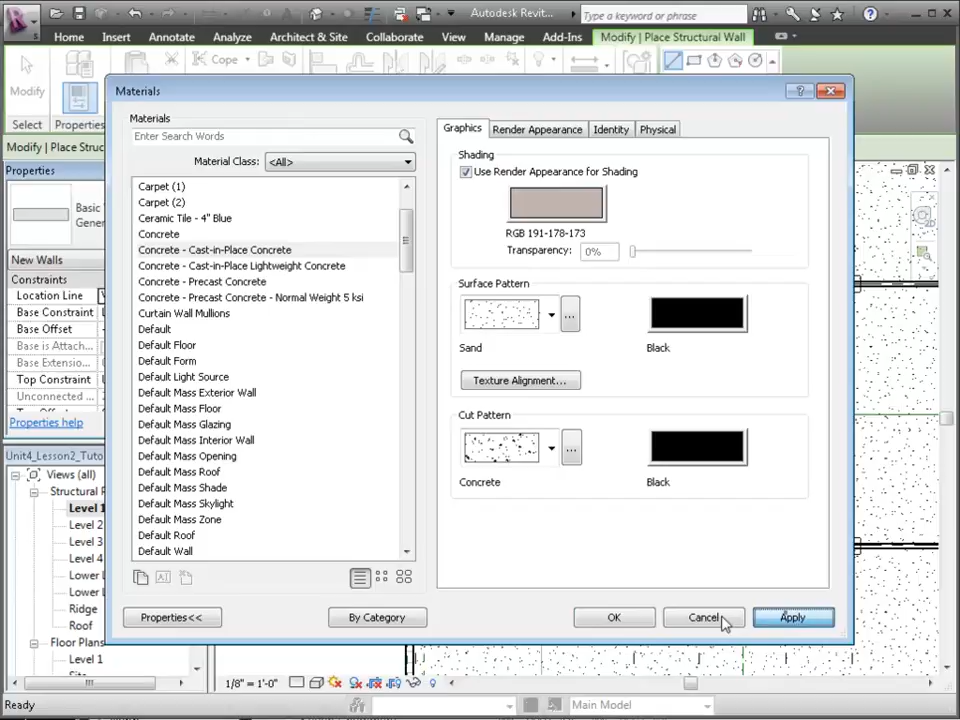 Autodesk Revit...
Type a keyword or phrase
Home Insert Annotate Analyze Architect & Site Collaborate View Manage Add-Ins Modify | Place Structural Wall
Cope
Modify
Select Properties
Modify | Place Struc
Properties
Basic
Gener
New Walls
Constraints
Location Line
Base Constraint
Base Offset
Base is Attach...
Base Extensio...
Top Constraint
Unconnected ...
Properties help
Unit4_Lesson2_Tuto
Views (all)
Structural P
Level 1
Level 2
Level 3
Level 4
Lower L
Lower L
Ridge
Roof
Floor Plans
Level 1
Materials
Materials
Enter Search Words
Material Class: <All>
Carpet (1)
Carpet (2)
Ceramic Tile - 4" Blue
Concrete
Concrete - Cast-in-Place Concrete
Concrete - Cast-in-Place Lightweight Concrete
Concrete - Precast Concrete
Concrete - Precast Concrete - Normal Weight 5 ksi
Curtain Wall Mullions
Default
Default Floor
Default Form
Default Light Source
Default Mass Exterior Wall
Default Mass Floor
Default Mass Glazing
Default Mass Interior Wall
Default Mass Opening
Default Mass Roof
Default Mass Shade
Default Mass Skylight
Default Mass Zone
Default Roof
Default Wall
Properties<<
By Category
Graphics Render Appearance Identity Physical
Shading
Use Render Appearance for Shading
RGB 191-178-173
Transparency: 0%
Surface Pattern
Sand
Black
Texture Alignment...
Cut Pattern
Concrete
Black
OK Cancel Apply
1/8" = 1'-0"
Ready
Main Model